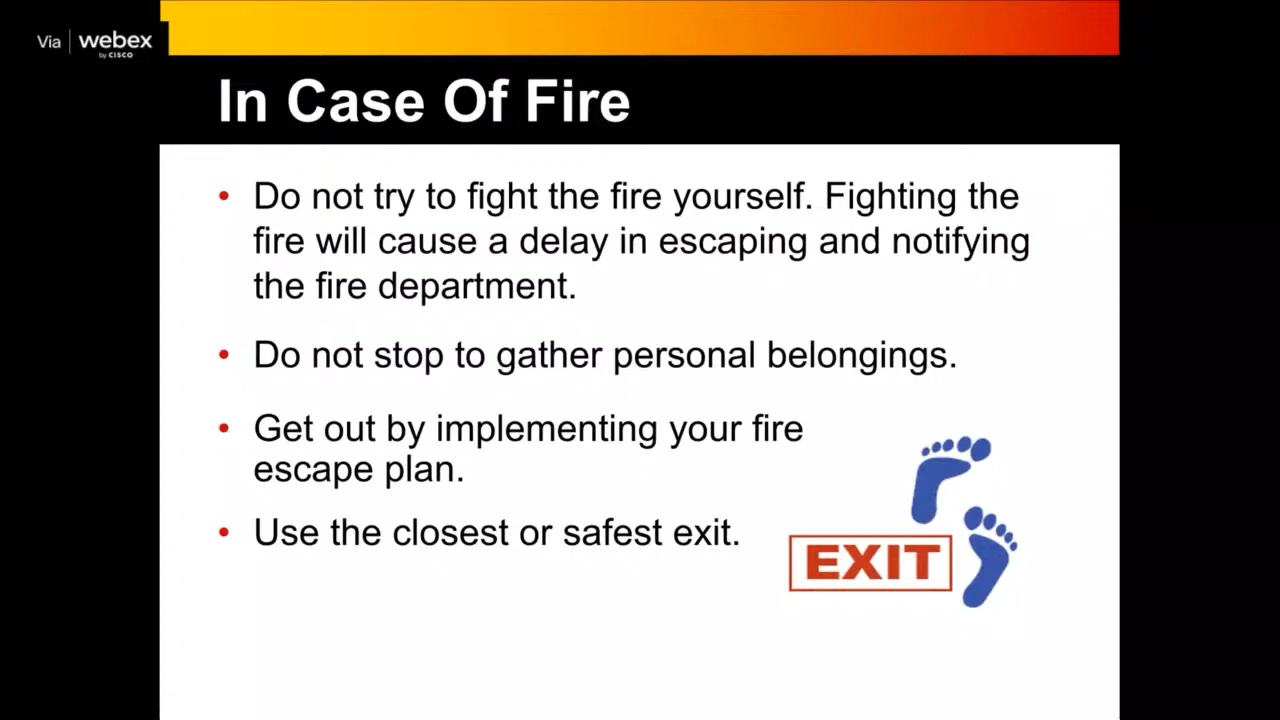 Via webex
by CISCO
In Case Of Fire
• Do not try to fight the fire yourself. Fighting the
fire will cause a delay in escaping and notifying
the fire department.
• Do not stop to gather personal belongings.
• Get out by implementing your fire
escape plan.
• Use the closest or safest exit.
EXIT